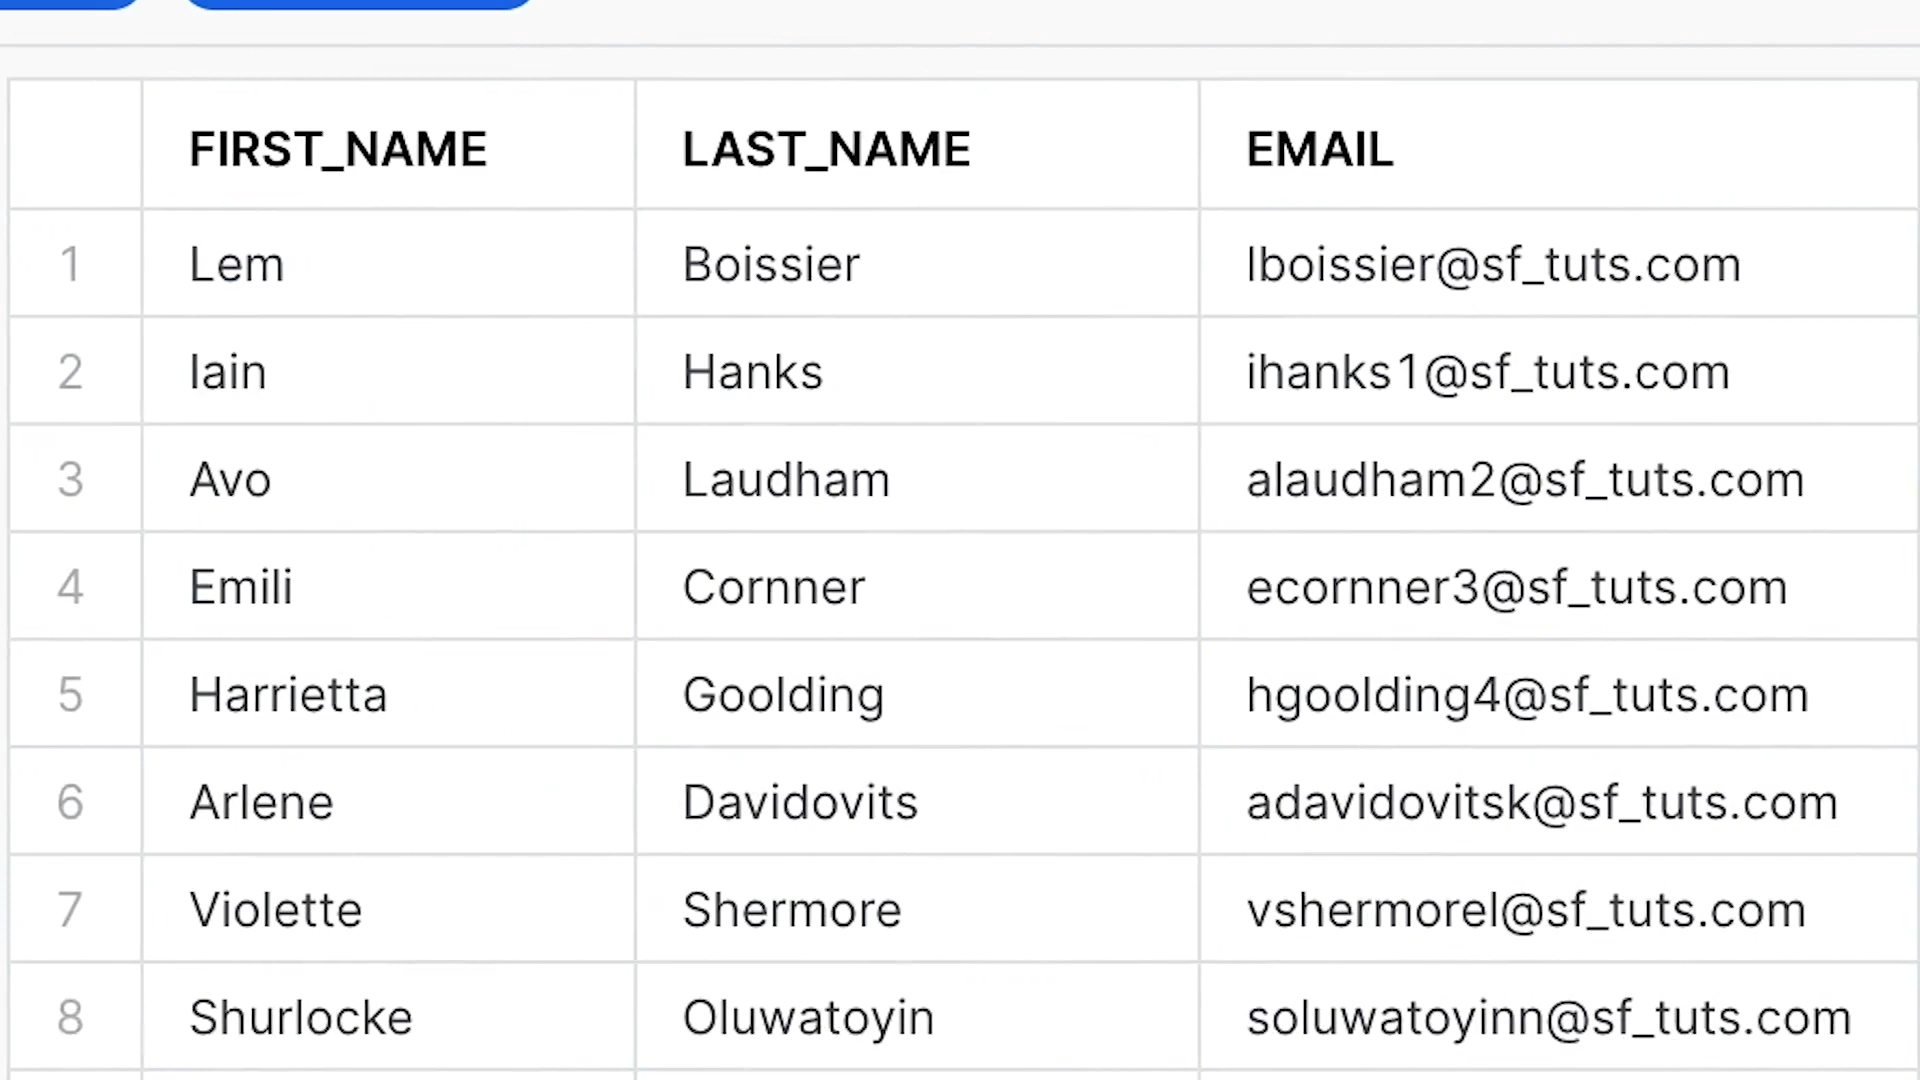 FIRST_NAME LAST_NAME EMAIL
1 Lem Boissier lboissier@sf_tuts.com
2 Iain Hanks ihanks1@sf_tuts.com
3 Avo Laudham alaudham2@sf_tuts.com
4 Emili Cornner ecornner3@sf_tuts.com
5 Harrietta Goolding hgoolding4@sf_tuts.com
6 Arlene Davidovits adavidovitsk@sf_tuts.com
7 Violette Shermore vshermorel@sf_tuts.com
8 Shurlocke Oluwatoyin soluwatoyinn@sf_tuts.com